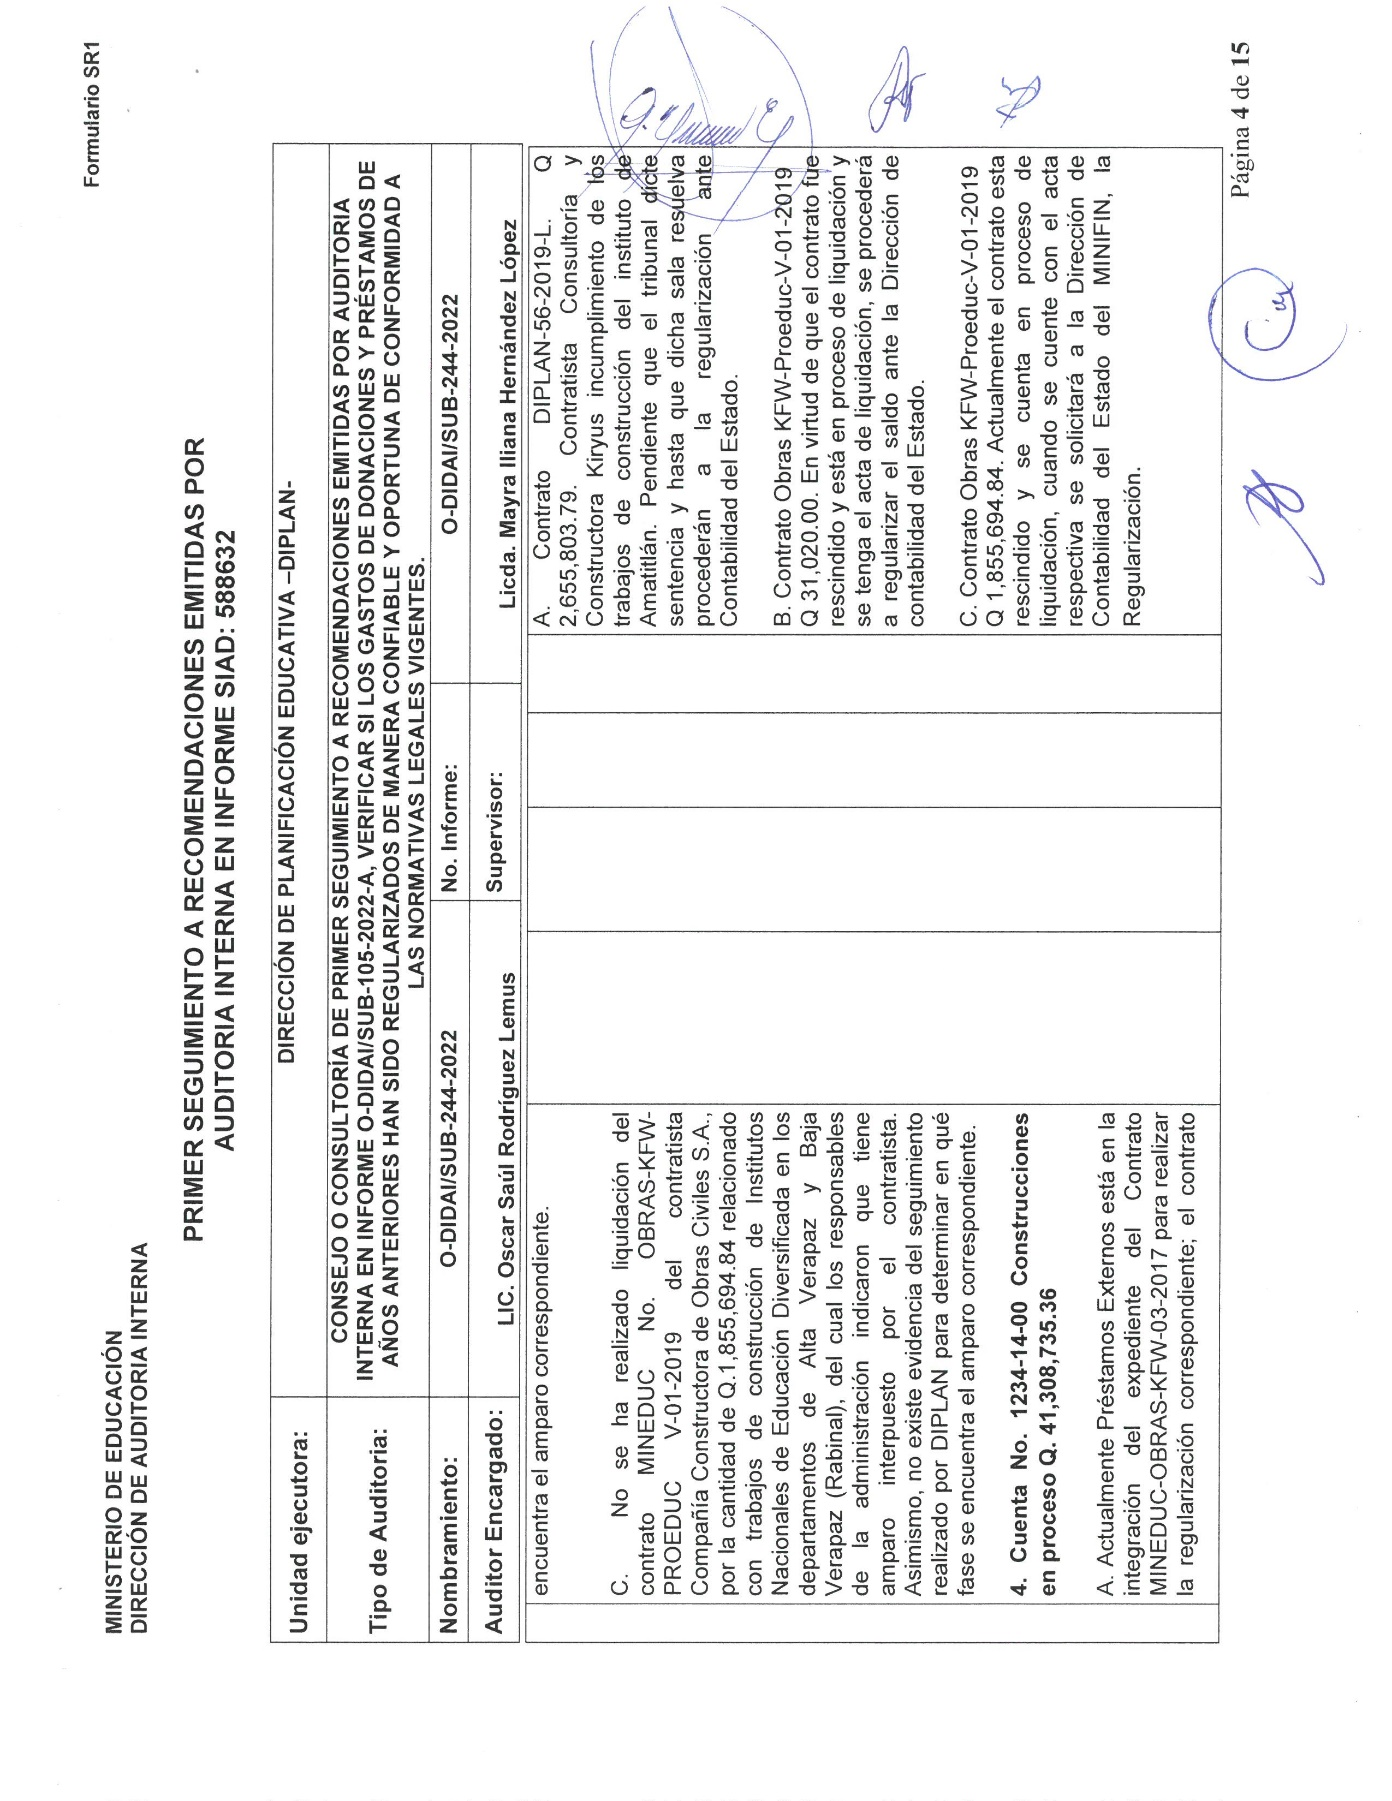 Formulario SR1
MINISTERIO DE EDUCACIÓN
DIRECCIÓN DE AUDITORIA INTERNA
PRIMER SEGUIMIENTO A RECOMENDACIONES EMITIDAS POR
AUDITORIA INTERNA EN INFORME SIAD: 588632
Unidad ejecutora:
DIRECCIÓN DE PLANIFICACIÓN EDUCATIVA –DIPLAN-
Tipo de Auditoria:
CONSEJO O CONSULTORÍA DE PRIMER SEGUIMIENTO A RECOMENDACIONES EMITIDAS POR AUDITORIA
INTERNA EN INFORME O-DIDAI/SUB-105-2022-A, VERIFICAR SI LOS GASTOS DE DONACIONES Y PRÉSTAMOS DE
AÑOS ANTERIORES HAN SIDO REGULARIZADOS DE MANERA CONFIABLE Y OPORTUNA DE CONFORMIDAD A
LAS NORMATIVAS LEGALES VIGENTES.
Nombramiento:
O-DIDAI/SUB-244-2022
No. Informe:
O-DIDAI/SUB-244-2022
Auditor Encargado:
LIC. Oscar Saúl Rodríguez Lemus
Supervisor:
Licda. Mayra Iliana Hernández López
encuentra el amparo correspondiente.
C. No se ha realizado liquidación del
contrato MINEDUC No. OBRAS-KFW-
PROEDUC V-01-2019 del contratista
Compañía Constructora de Obras Civiles S.A.,
por la cantidad de Q.1,855,694.84 relacionado
con trabajos de construcción de Institutos
Nacionales de Educación Diversificada en los
departamentos de Alta Verapaz y Baja
Verapaz (Rabinal), del cual los responsables
de la administración indicaron que tiene
amparo interpuesto por el contratista.
Asimismo, no existe evidencia del seguimiento
realizado por DIPLAN para determinar en qué
fase se encuentra el amparo correspondiente.
4. Cuenta No. 1234-14-00 Construcciones
en proceso Q. 41,308,735.36
A. Actualmente Préstamos Externos está en la
integración del expediente del Contrato
MINEDUC-OBRAS-KFW-03-2017 para realizar
la regularización correspondiente; el contrato
A. Contrato DIPLAN-56-2019-L. Q
2,655,803.79. Contratista Consultoría y
Constructora Kiryus incumplimiento de los
trabajos de construcción del instituto de
Amatitlán. Pendiente que el tribunal dicte
sentencia y hasta que dicha sala resuelva
procederán a la regularización ante
Contabilidad del Estado.
B. Contrato Obras KFW-Proeduc-V-01-2019
Q 31,020.00. En virtud de que el contrato fue
rescindido y está en proceso de liquidación y
se tenga el acta de liquidación, se procederá
a regularizar el saldo ante la Dirección de
contabilidad del Estado.
C. Contrato Obras KFW-Proeduc-V-01-2019
Q 1,855,694.84. Actualmente el contrato esta
rescindido y se cuenta en proceso de
liquidación, cuando se cuente con el acta
respectiva se solicitará a la Dirección de
Contabilidad del Estado del MINIFIN, la
Regularización.
Página 4 de 15